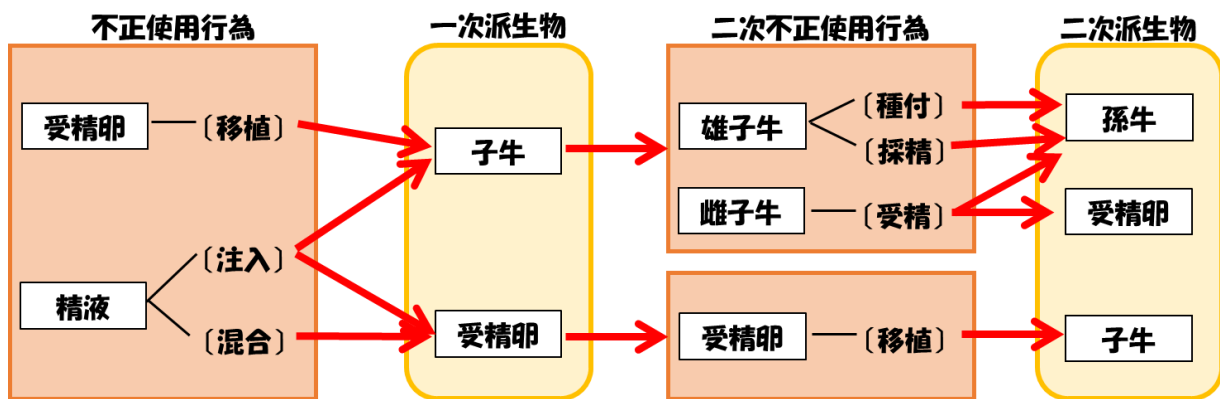 不正使用行為
一次派生物
二次不正使用行為
二次派生物
受精卵
〔移植〕
精液
〔注入〕
〔混合〕
子牛
受精卵
雄子牛
〔種付〕
〔採精〕
雌子牛
〔受精〕
受精卵
〔移植〕
孫牛
受精卵
子牛